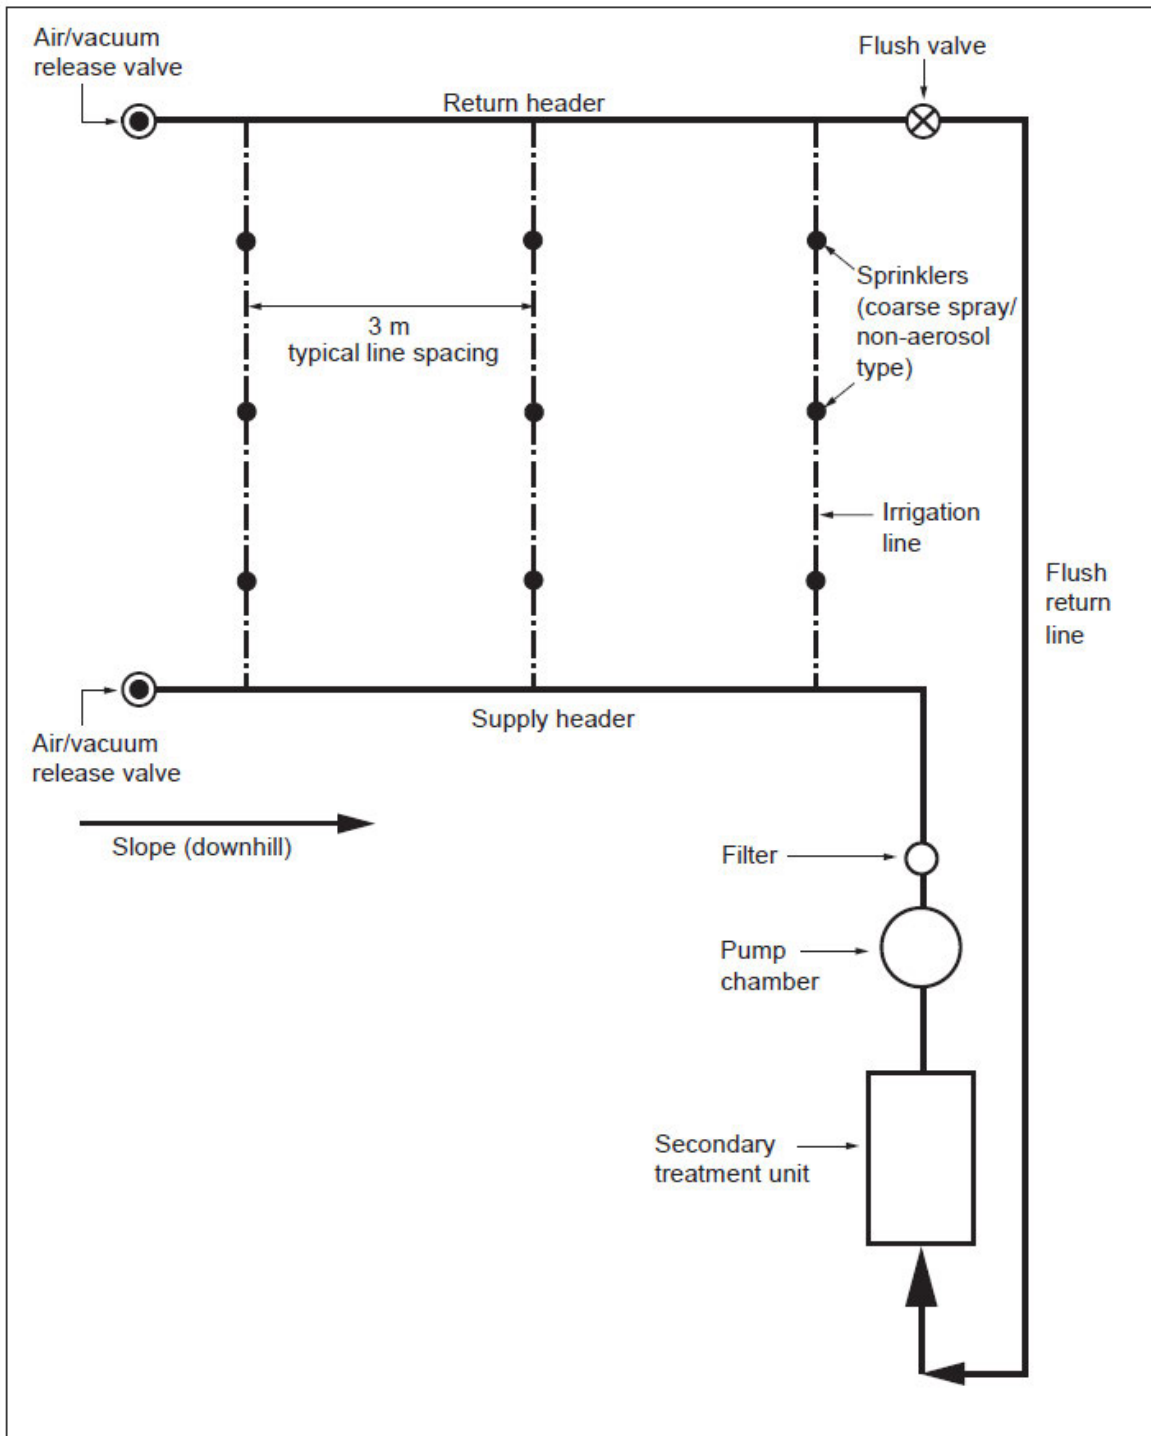 Air/vacuum
release valve
Flush valve
Return header
Sprinklers
(coarse spray/
non-aerosol
type)
3 m
typical line spacing
Irrigation
line
Flush
return
line
Supply header
Air/vacuum
release valve
Slope (downhill)
Filter
Pump
chamber
Secondary
treatment unit